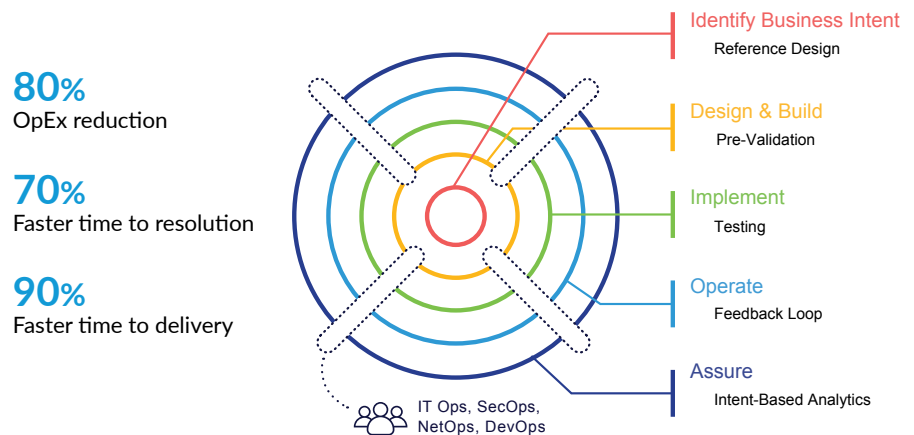 80%
OpEx reduction
70%
Faster time to resolution
90%
Faster time to delivery
Identify Business Intent
Reference Design
Design & Build
Pre-Validation
Implement
Testing
Operate
Feedback Loop
Assure
Intent-Based Analytics
IT Ops, SecOps,
NetOps, DevOps